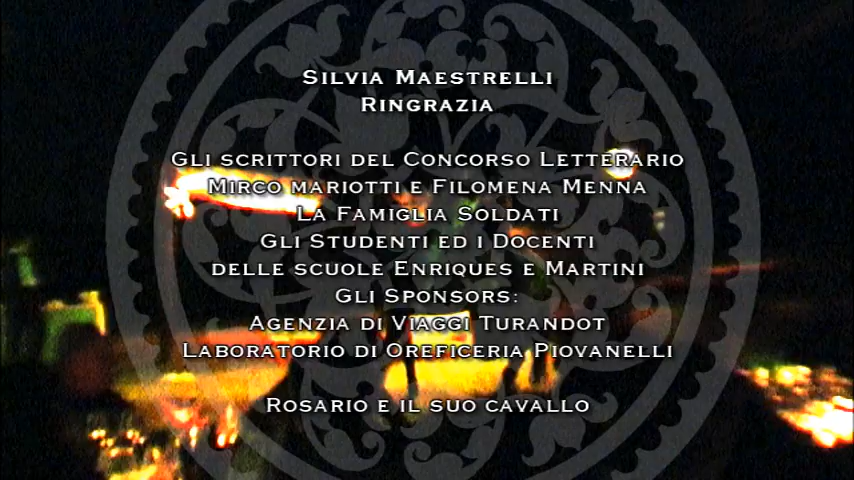 Silvia Maestrelli
Ringrazia
Gli scrittori del Concorso Letterario
Mirco mariotti e Filomena Menna
La Famiglia Soldati
Gli Studenti ed i Docenti
delle scuole Enriques e Martini
Gli Sponsors:
Agenzia di Viaggi Turandot
Laboratorio di Oreficeria Piovanelli
Rosario e il suo cavallo